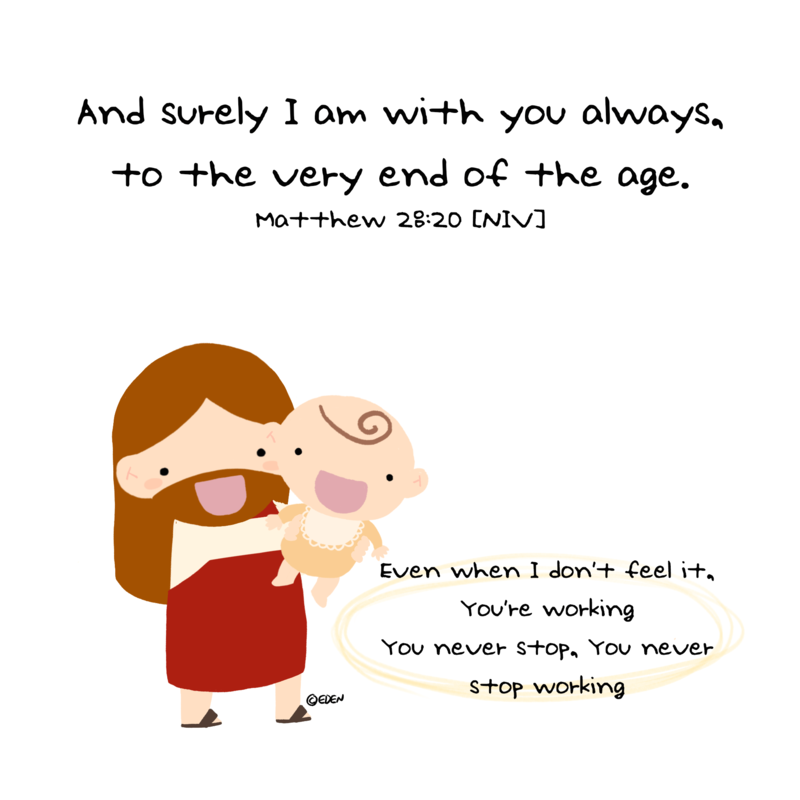 And surely I am with you always,
to the very end of the age.
Matthew 28:20 [NIV]
Even when I don't feel it,
You're working
You never stop, You never
stop working
©EDEN